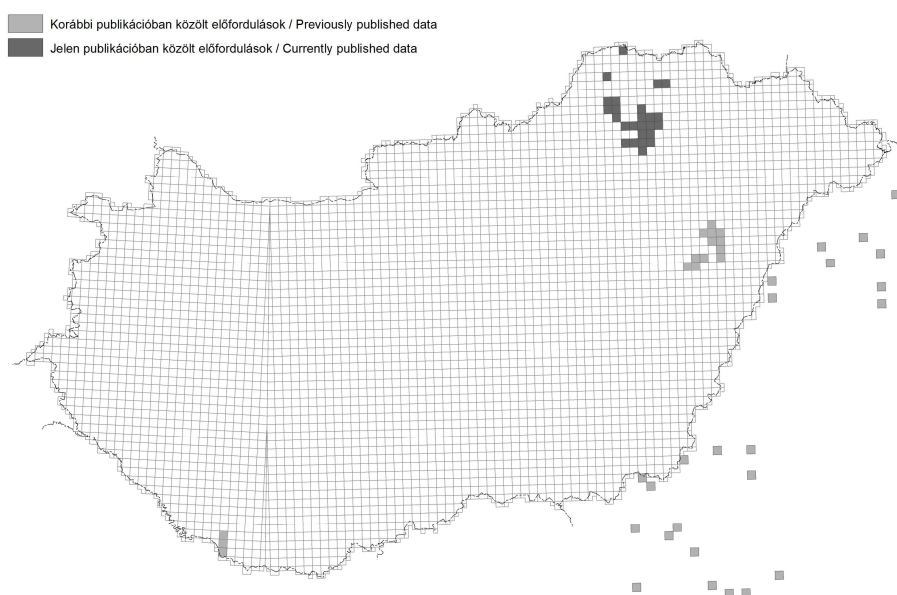 Korábbi publikációban közölt előfordulások / Previously published data
Jelen publikációban közölt előfordulások / Currently published data